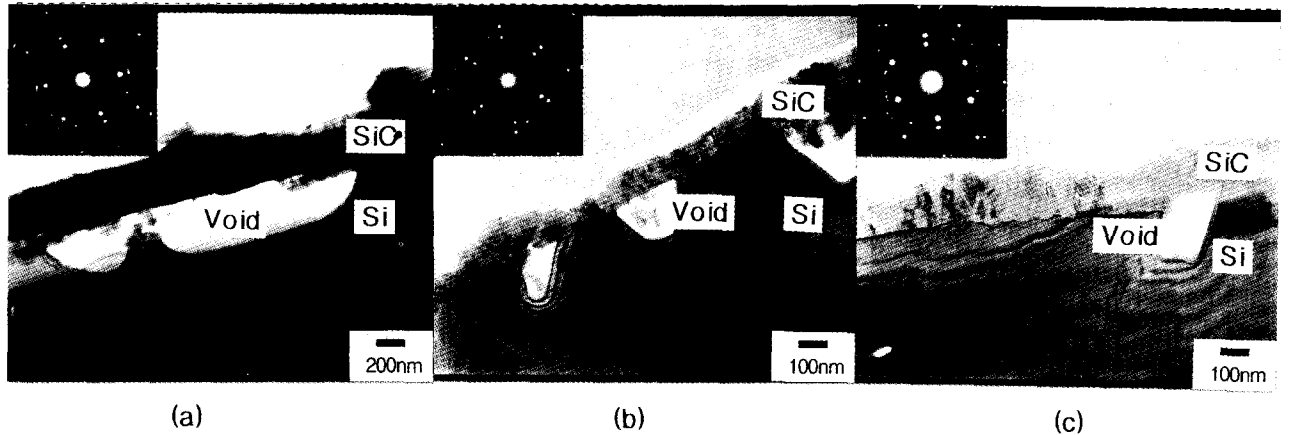 SiC
Void
Si
200nm
(a)
SiC
Void
Si
100nm
(b)
SiC
Void
Si
100nm
(c)